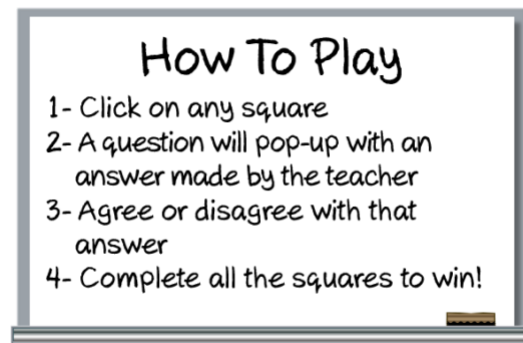 How To Play
1- Click on any square
2- A question will pop-up with an
answer made by the teacher
3- Agree or disagree with that
answer
4- Complete all the squares to win!